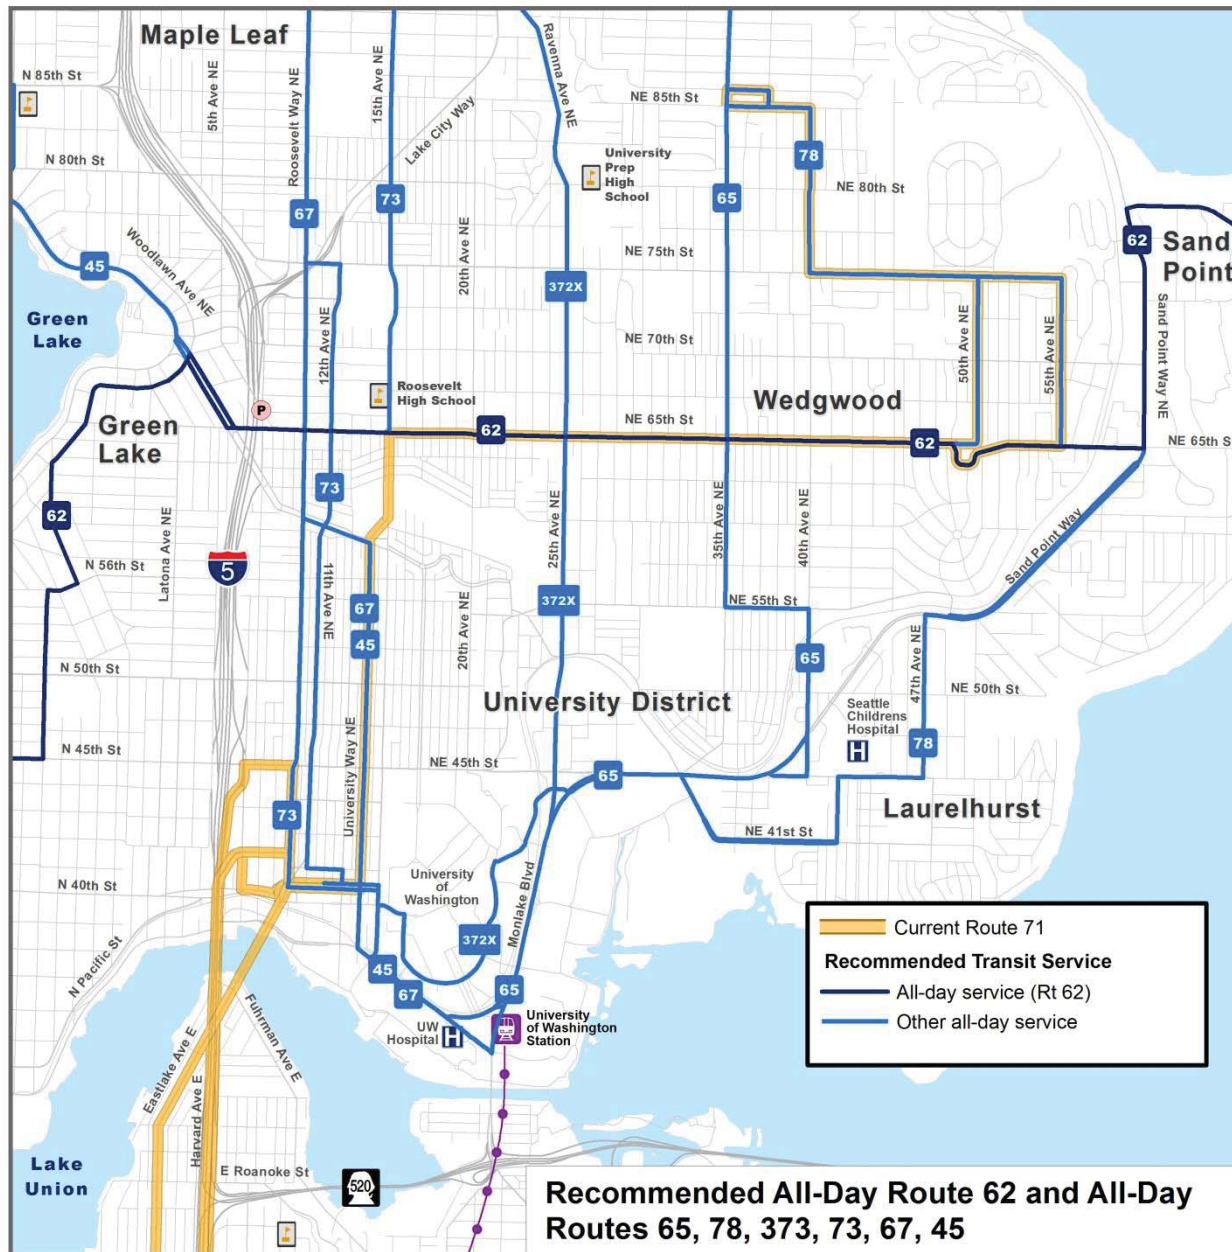 Maple Leaf
N 85th St
5th Ave NE
Roosevelt Way NE
15th Ave NE
Lake City Way
Ravenna Ave NE
NE 85th St
N 80th St
University
Prep
High
School
78
NE 80th St
67
73
65
62
Sand
Point
Woodlawn Ave NE
45
20th Ave NE
NE 75th St
372X
Green
Lake
12th Ave NE
NE 70th St
50th Ave NE
55th Ave NE
Sand Point Way NE
Roosevelt
High School
P
Wedgwood
Green
Lake
62
NE 65th St
62
NE 65th S
73
62
35th Ave NE
40th Ave NE
25th Ave NE
Latona Ave NE
Sand Point Way
N 56th St
5
11th Ave NE
67
45
20th Ave NE
372X
NE 55th St
65
47th Ave NE
N 50th St
University District
NE 50th St
Seattle
Childrens
Hospital
H
78
N 45th St
NE 45th St
65
University Way NE
73
Laurelhurst
NE 41st St
N 40th St
University
of
Washington
Monlake Blvd
372X
N Pacific St
45
67
65
UW
Hospital
H
University
of Washington
Station
Current Route 71
Recommended Transit Service
All-day service (Rt 62)
Other all-day service
Fuhrman Ave E
Eastlake Ave E
Harvard Ave E
Lake
Union
E Roanoke St
520
Recommended All-Day Route 62 and All-Day
Routes 65, 78, 373, 73, 67, 45